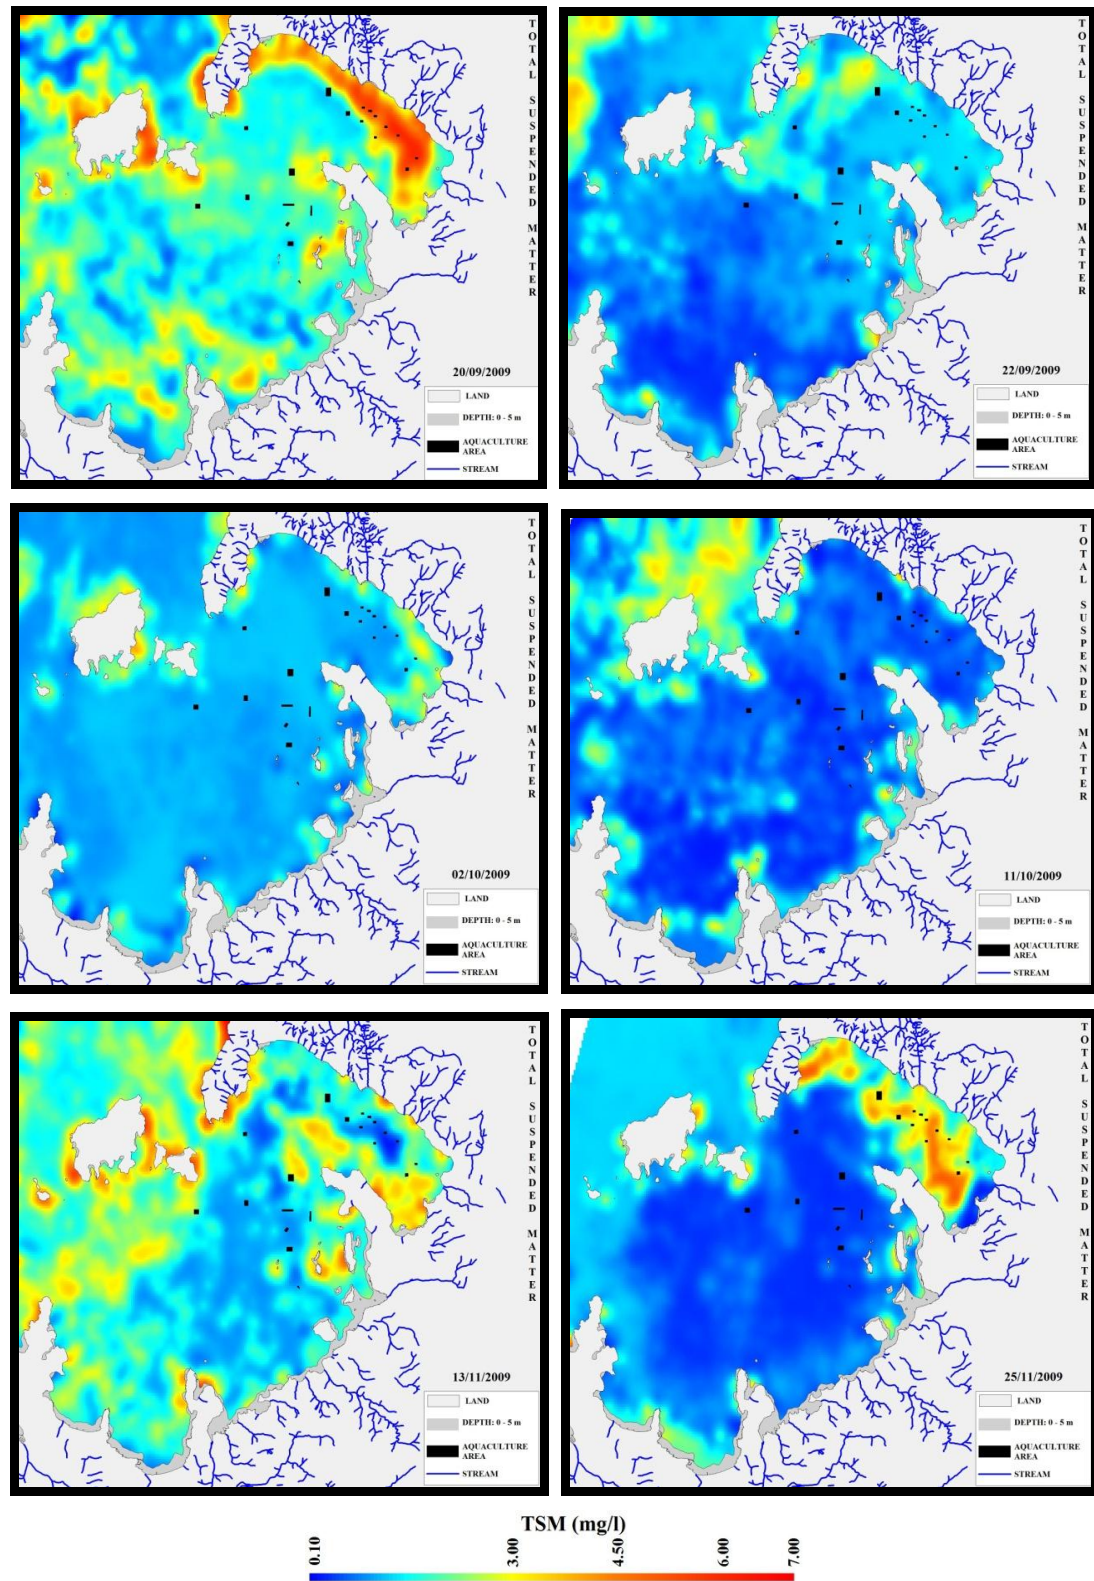 TOTAL SUSPENDED MATTER
20/09/2009
LAND
DEPTH: 0 - 5 m
AQUACULTURE
AREA
STREAM
TOTAL SUSPENDED MATTER
22/09/2009
LAND
DEPTH: 0 - 5 m
AQUACULTURE
AREA
STREAM
TOTAL SUSPENDED MATTER
02/10/2009
LAND
DEPTH: 0 - 5 m
AQUACULTURE
AREA
STREAM
TOTAL SUSPENDED MATTER
11/10/2009
LAND
DEPTH: 0 - 5 m
AQUACULTURE
AREA
STREAM
TOTAL SUSPENDED MATTER
13/11/2009
LAND
DEPTH: 0 - 5 m
AQUACULTURE
AREA
STREAM
TOTAL SUSPENDED MATTER
25/11/2009
LAND
DEPTH: 0 - 5 m
AQUACULTURE
AREA
STREAM
TSM (mg/l)
0.10 3.00 4.50 6.00 7.00